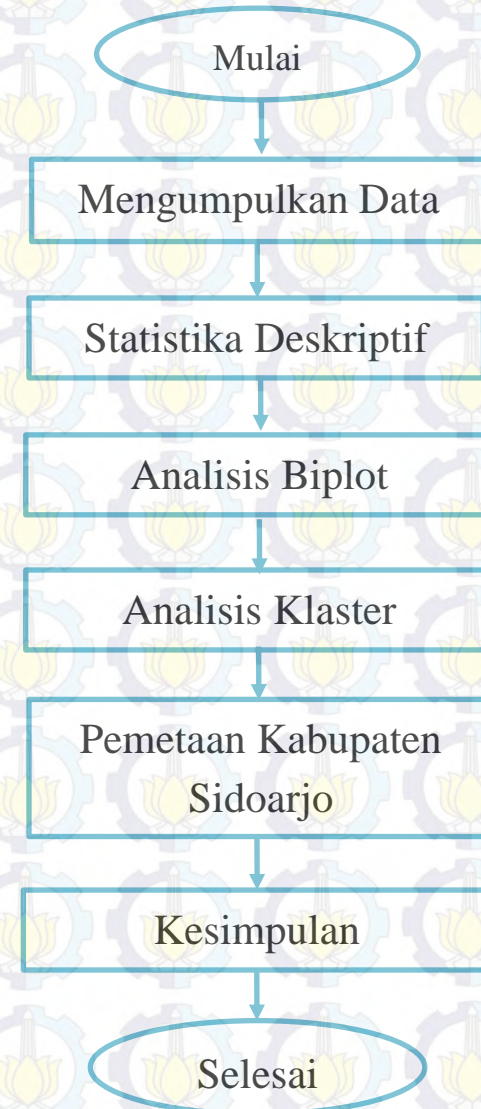 Mulai
Mengumpulkan Data
Statistika Deskriptif
Analisis Biplot
Analisis Klaster
Pemetaan Kabupaten
Sidoarjo
Kesimpulan
Selesai